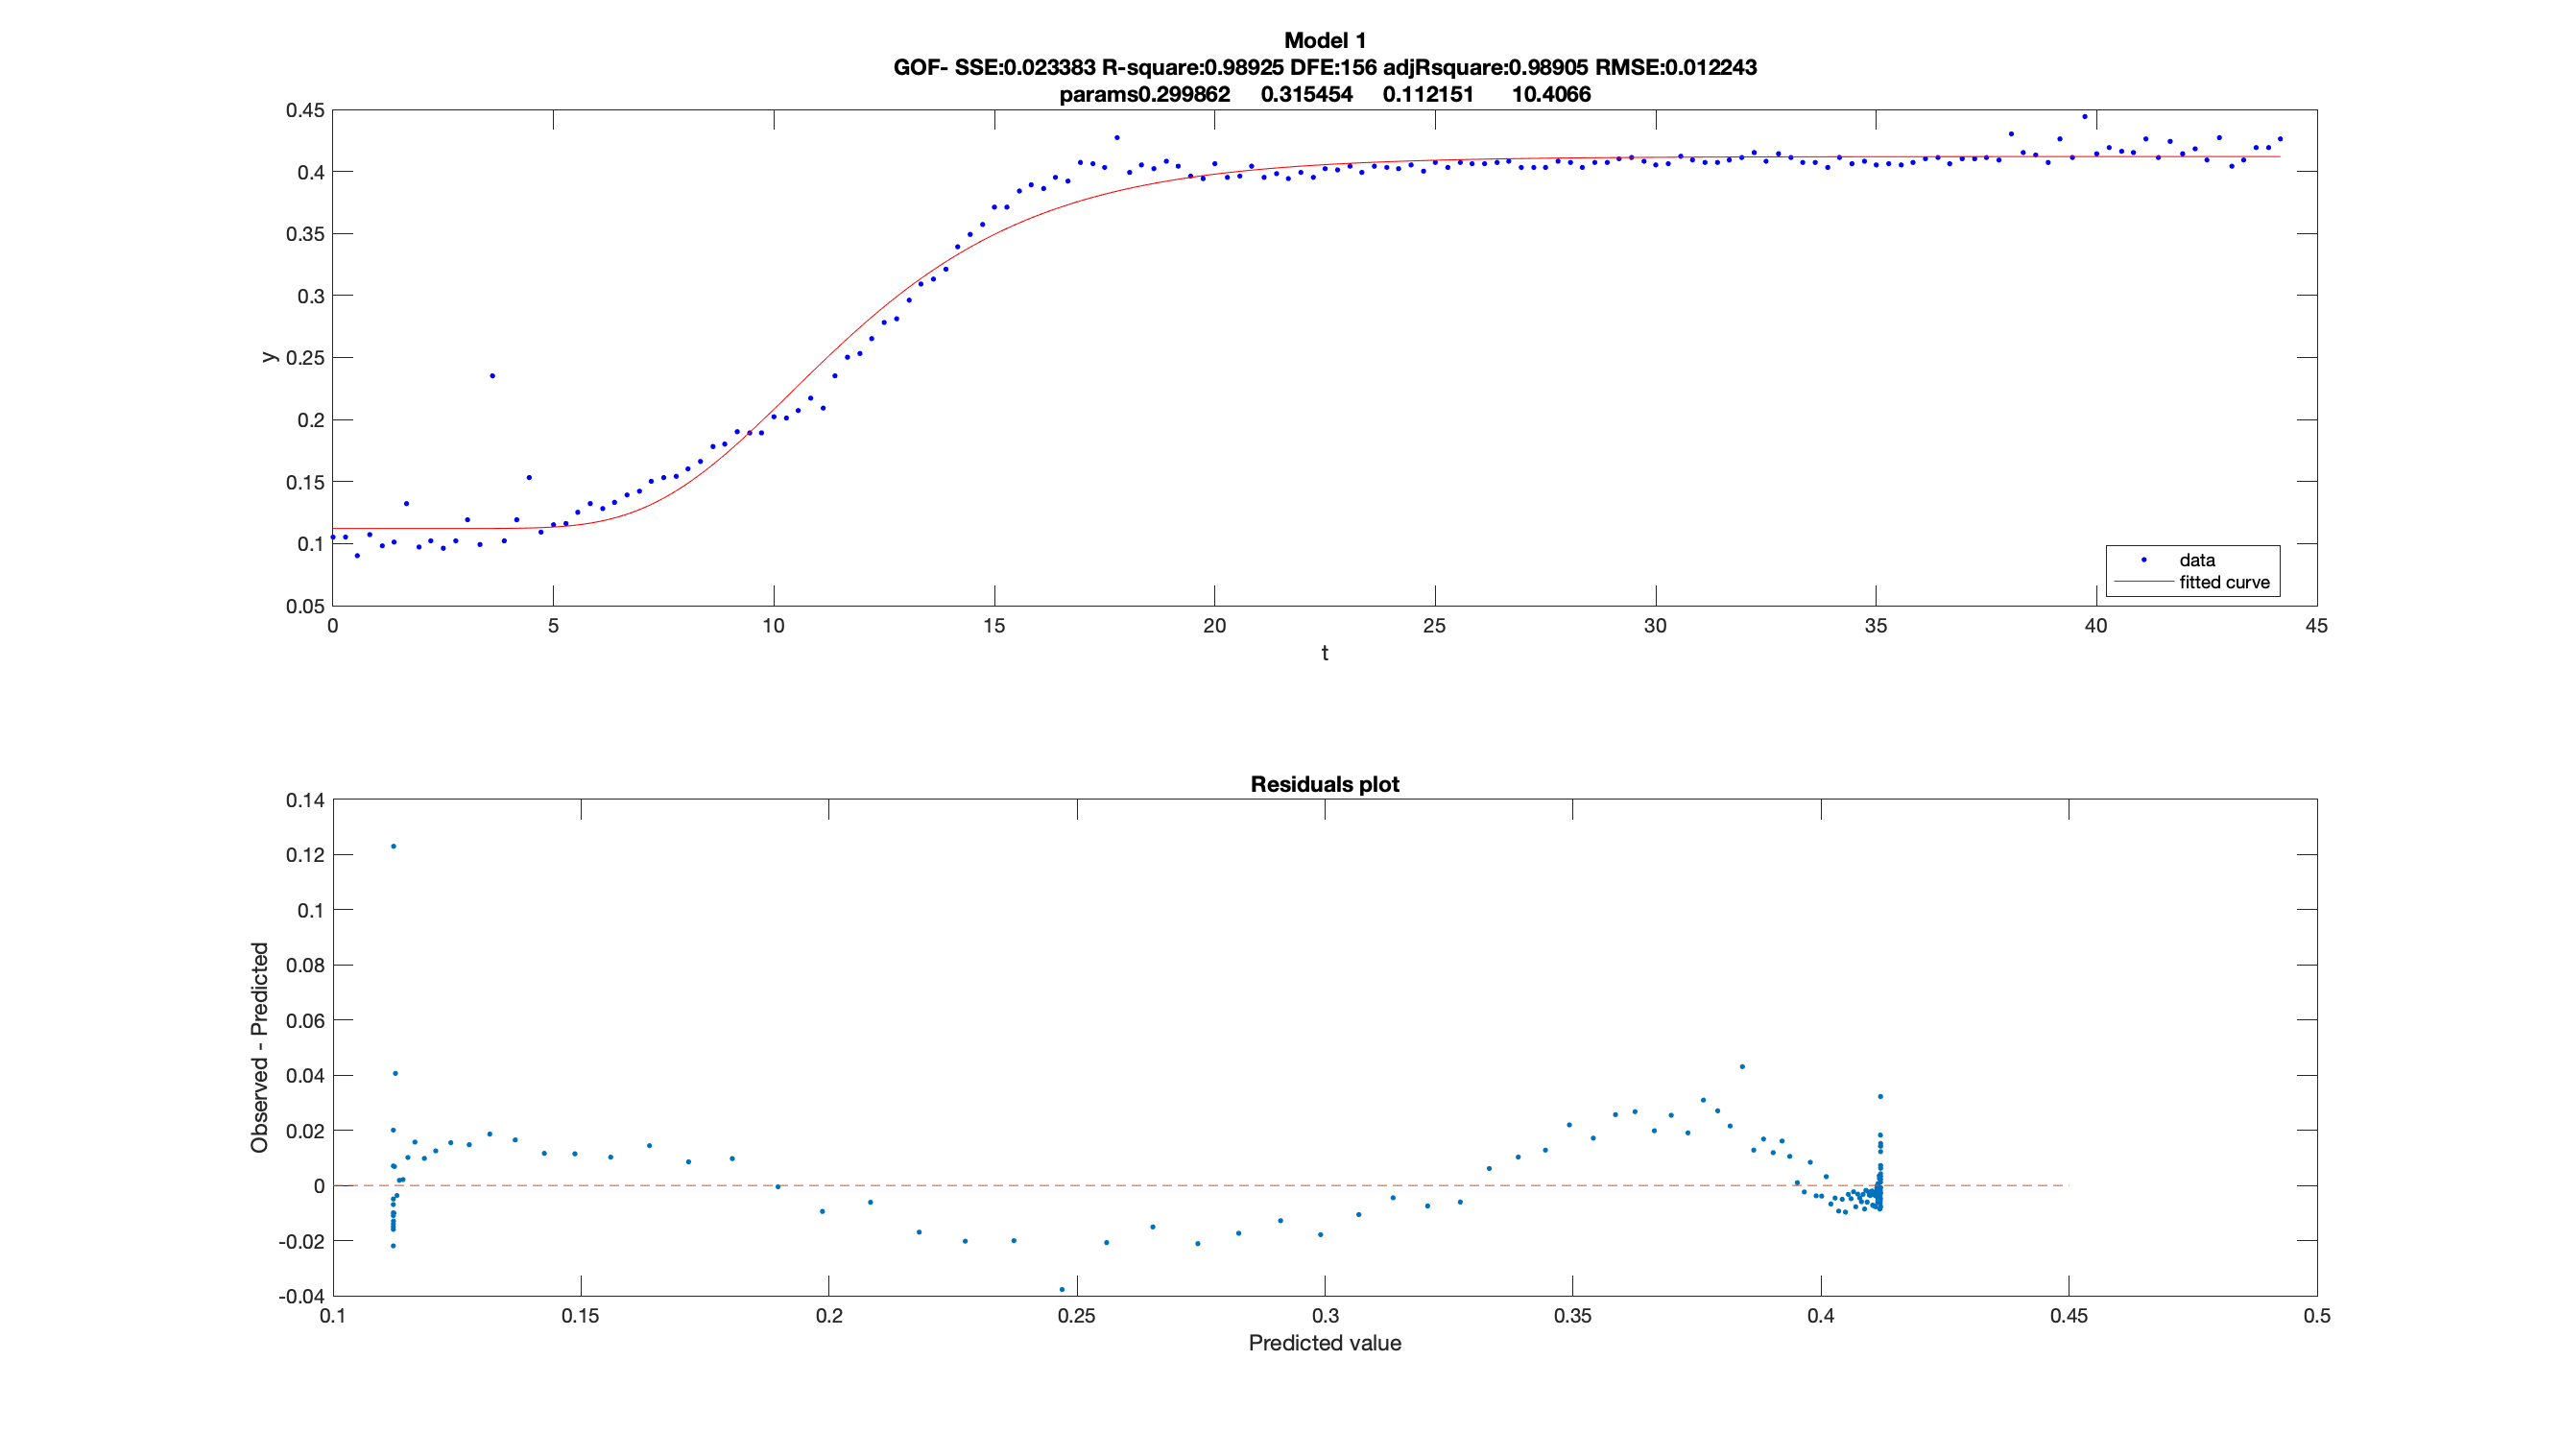 Model 1
GOF- SSE:0.023383 R-square:0.98925 DFE:156 adjRsquare:0.98905 RMSE:0.012243
params0.299862 0.315454 0.112151 10.4066
0.45
0.4
0.35
0.3
0.25
0.2
0.15
0.1
0.05
y
0 5 10 15 20 25 30 35 40 45
t
data
fitted curve
Residuals plot
0.14
0.12
0.1
0.08
0.06
0.04
0.02
0
-0.02
-0.04
Observed - Predicted
0.1 0.15 0.2 0.25 0.3 0.35 0.4 0.45 0.5
Predicted value